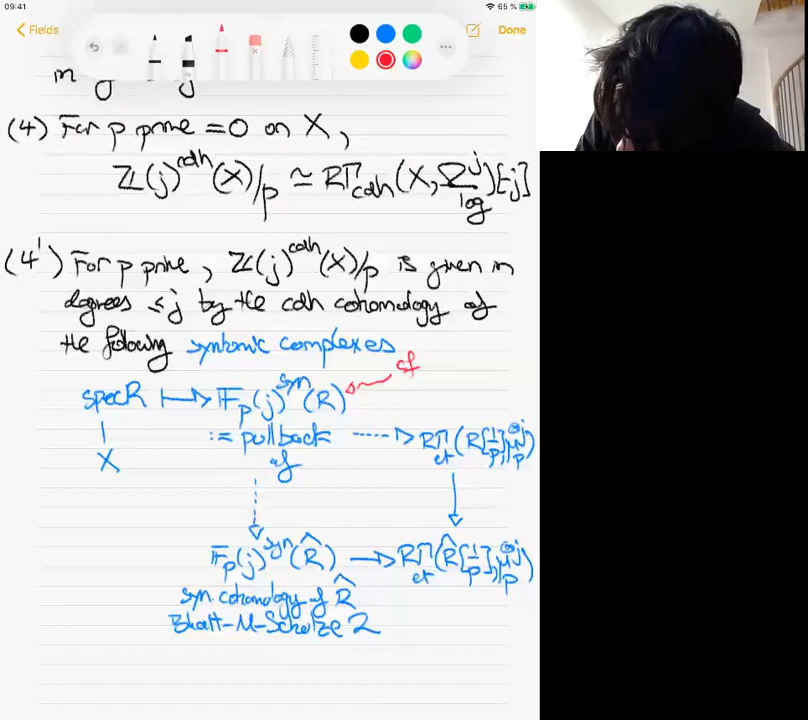 09:41
65 %
Fields
Done
in
(4) For p prime = 0 on X,
ℤ(j)^cdh(X)/p ≃ RΓ_cdh(X, Ω^j_log)[-j]
(4') For p prime, ℤ(j)^cdh(X)/p is given in
degrees ≤ j by the cdh cohomology of
the following syntomic complexes
cf
Spec R ↦ 𝔽_p(j)^syn(R)
X := pullback of ⇢ RΓ_et(R[1/p], μ_p^⊗j)
𝔽_p(j)^syn(R̂) → RΓ_et(R̂[1/p], μ_p^⊗j)
syn. cohomology of R̂
Bhatt-M-Scholze 2